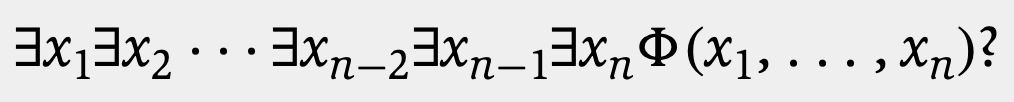 ∃x₁∃x₂ ⋯ ∃xₙ₋₂∃xₙ₋₁∃xₙΦ(x₁, . . . , xₙ)?